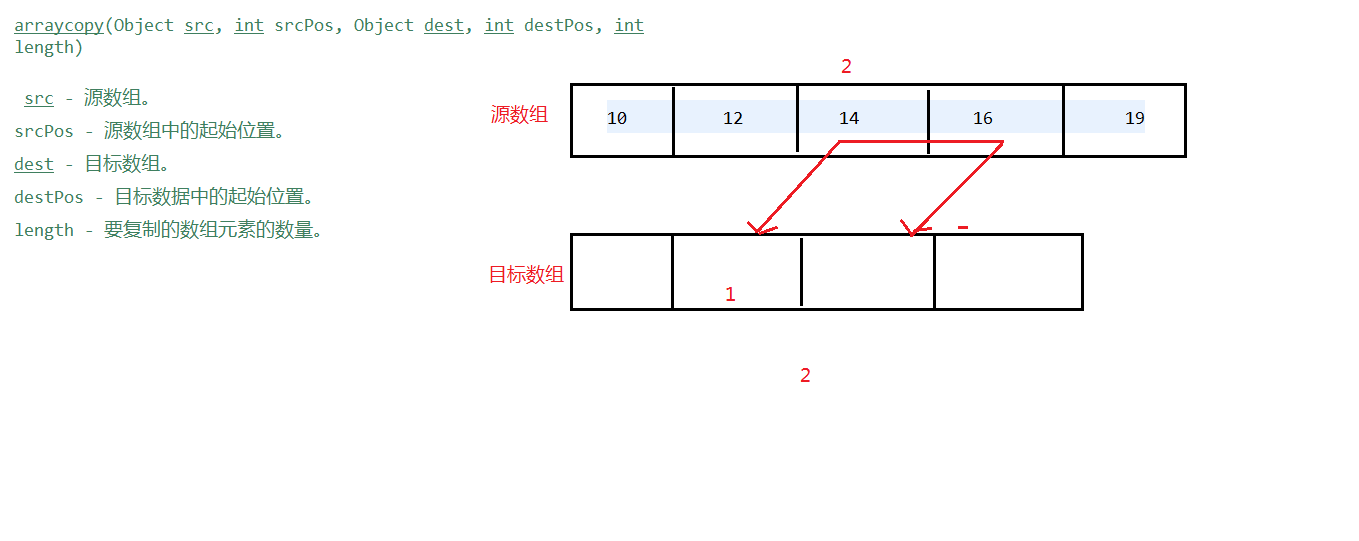 arraycopy(Object src, int srcPos, Object dest, int destPos, int
length)
src - 源数组。
srcPos - 源数组中的起始位置。
dest - 目标数组。
destPos - 目标数据中的起始位置。
length - 要复制的数组元素的数量。
2
源数组 10 12 14 16 19
目标数组
1
2